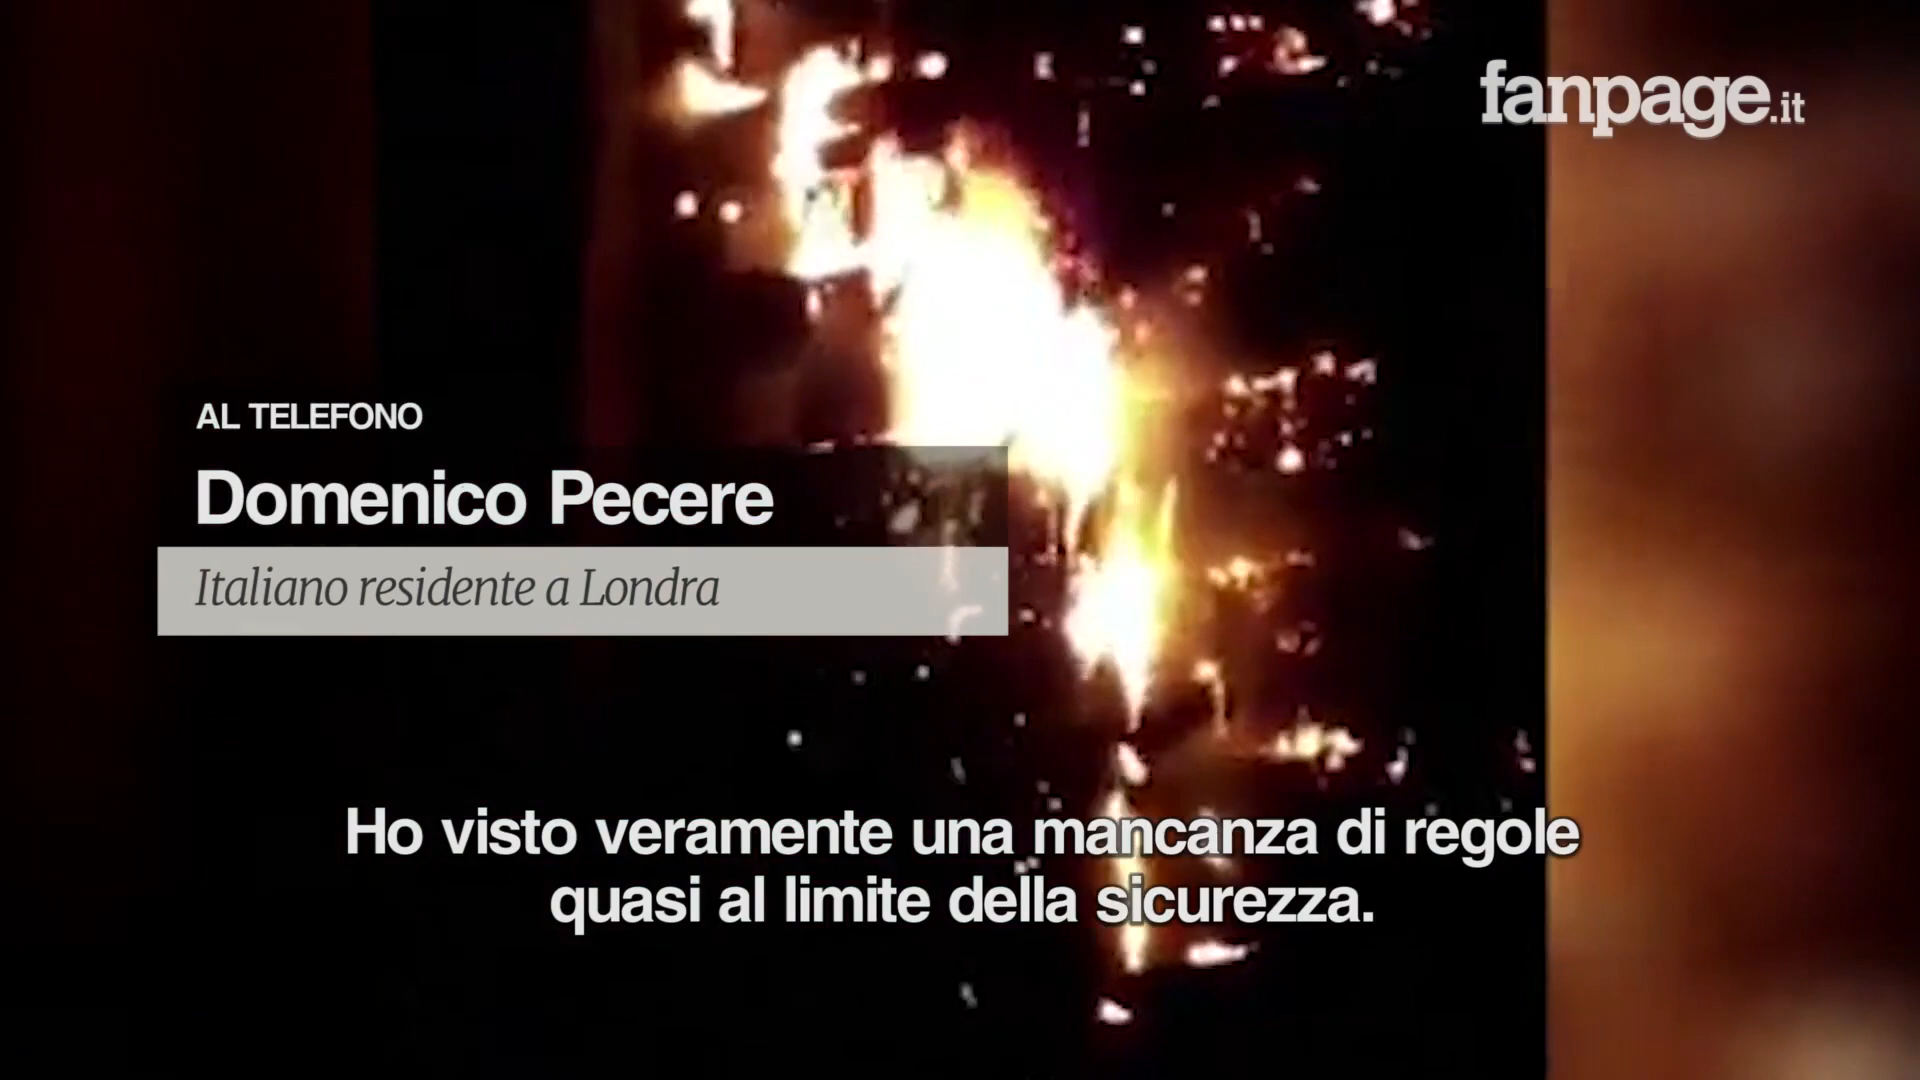 fanpage.it
AL TELEFONO
Domenico Pecere
Italiano residente a Londra
Ho visto veramente una mancanza di regole
quasi al limite della sicurezza.